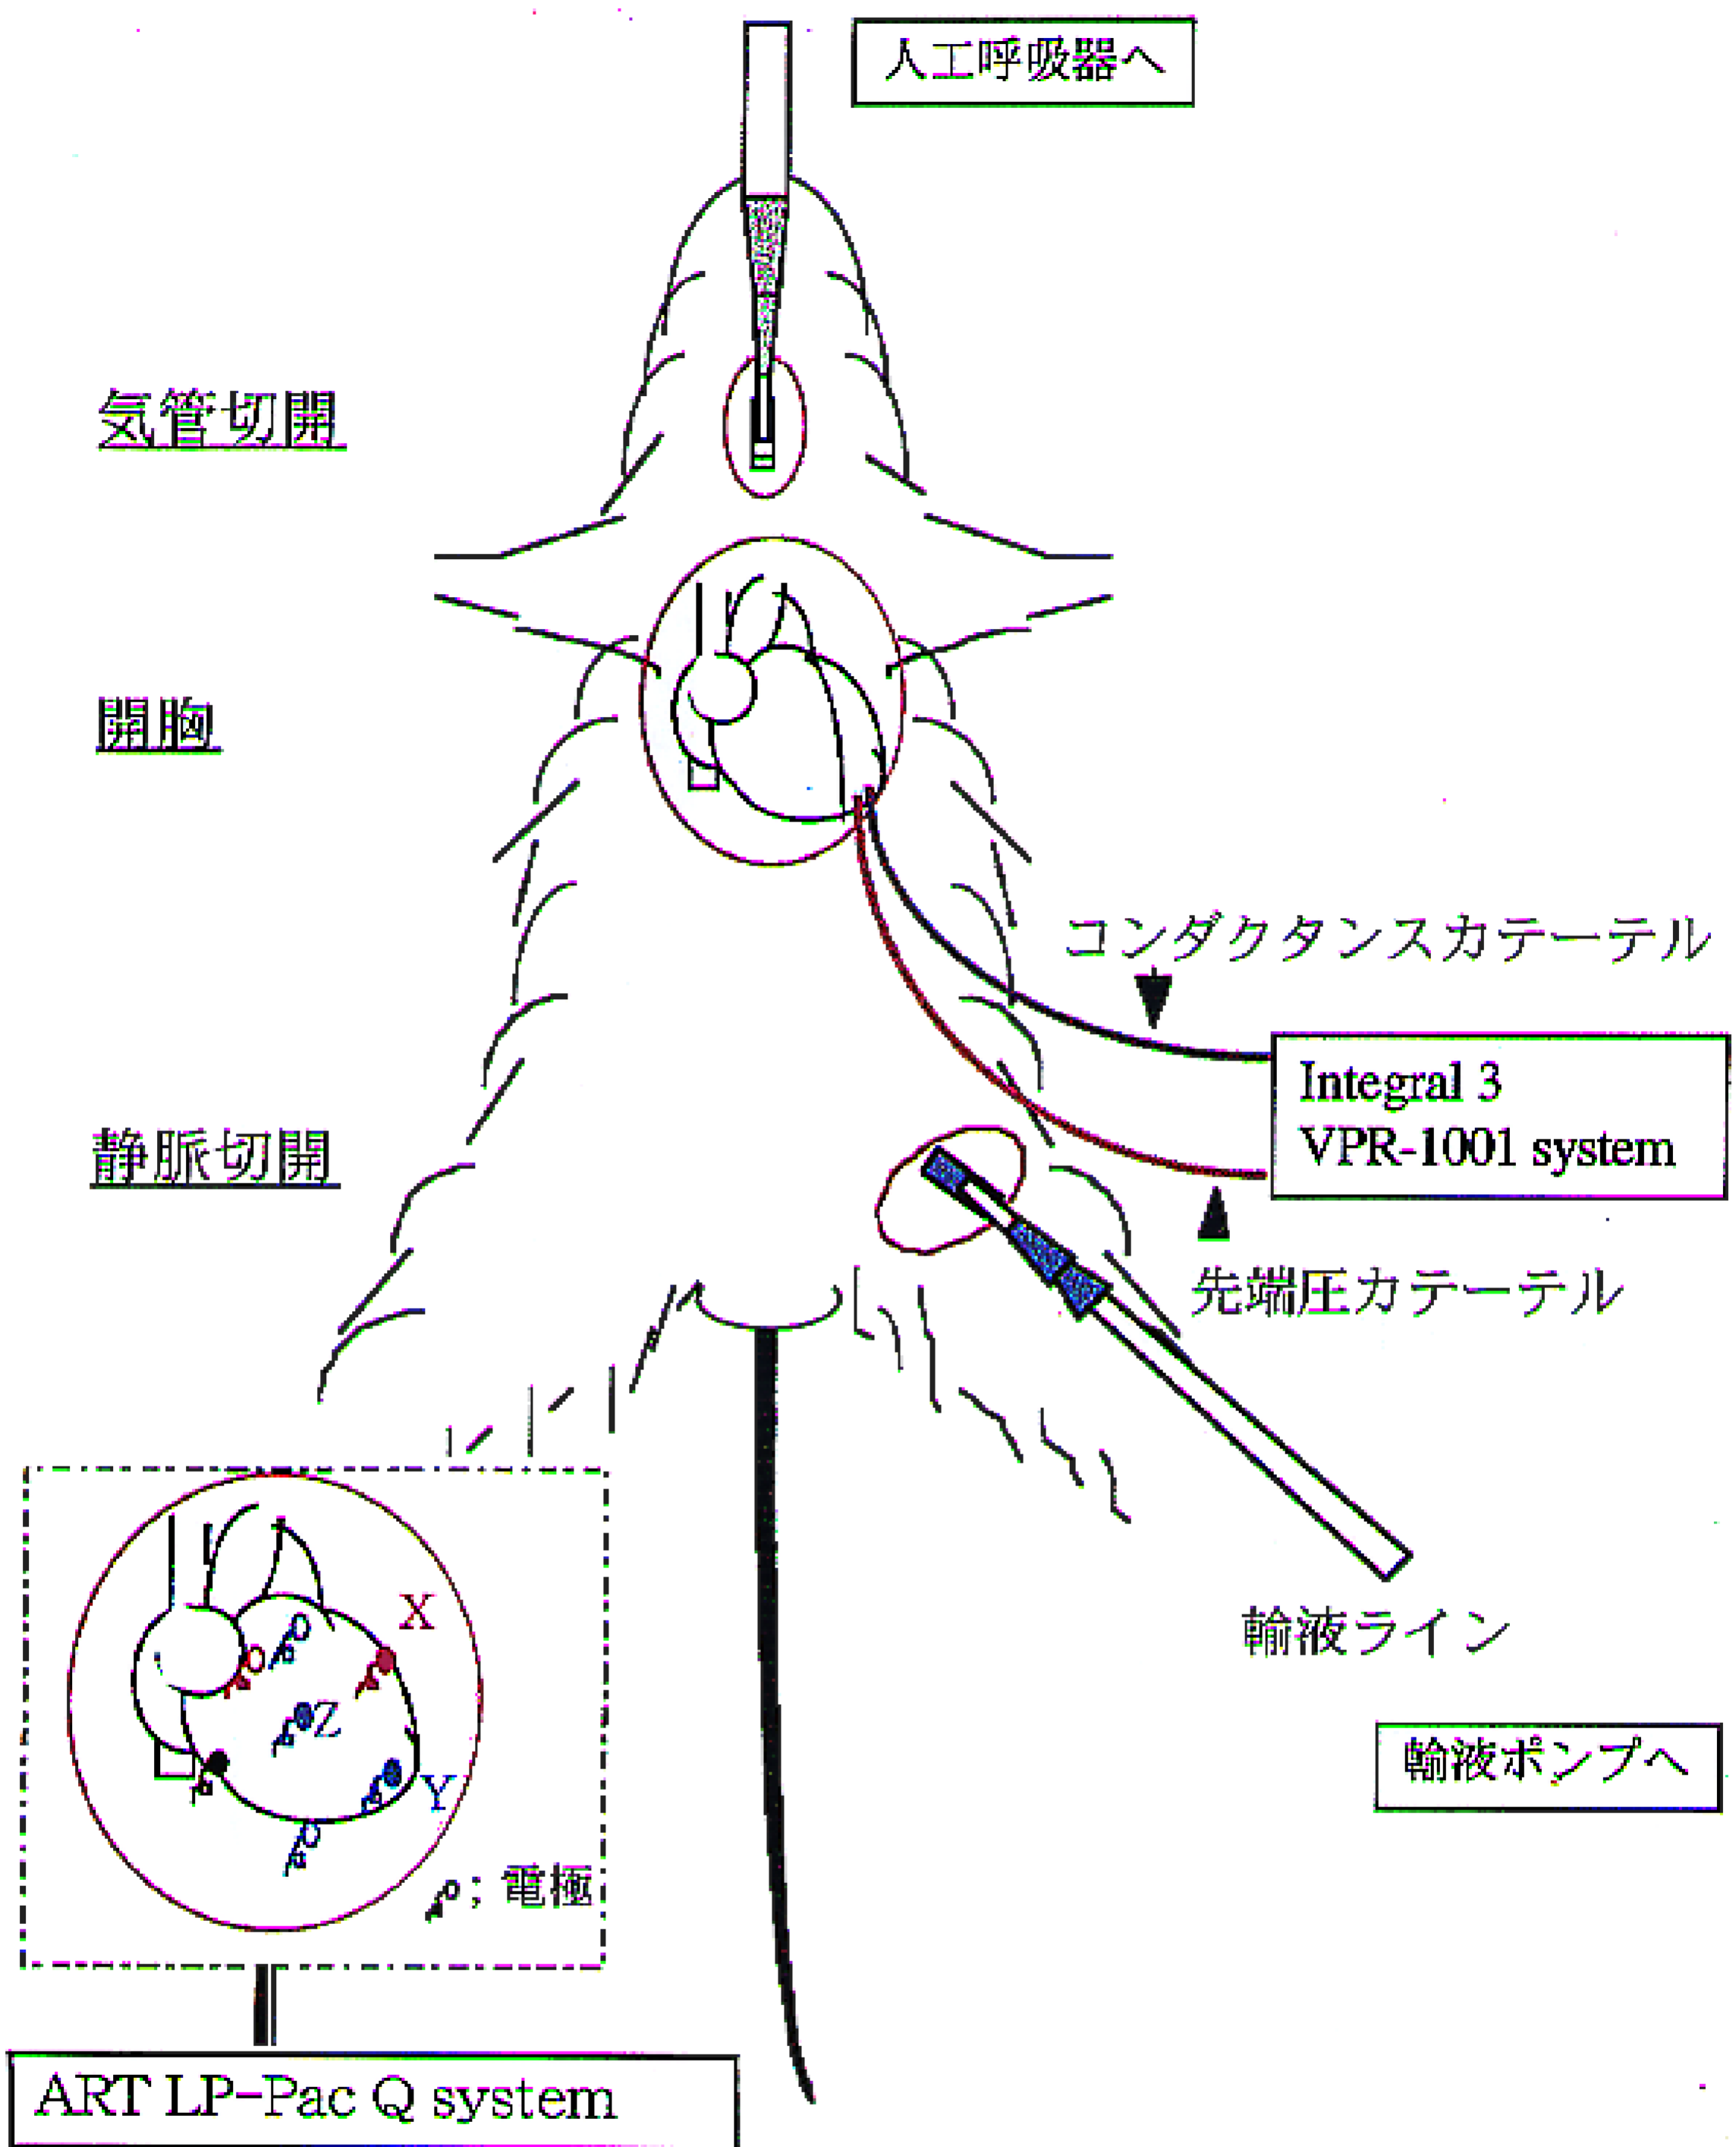 人工呼吸器へ
気管切開
開胸
コンダクタンスカテーテル
Integral 3
VPR-1001 system
静脈切開
先端圧カテーテル
輸液ライン
輸液ポンプへ
X
Z
Y
; 電極
ART LP-Pac Q system